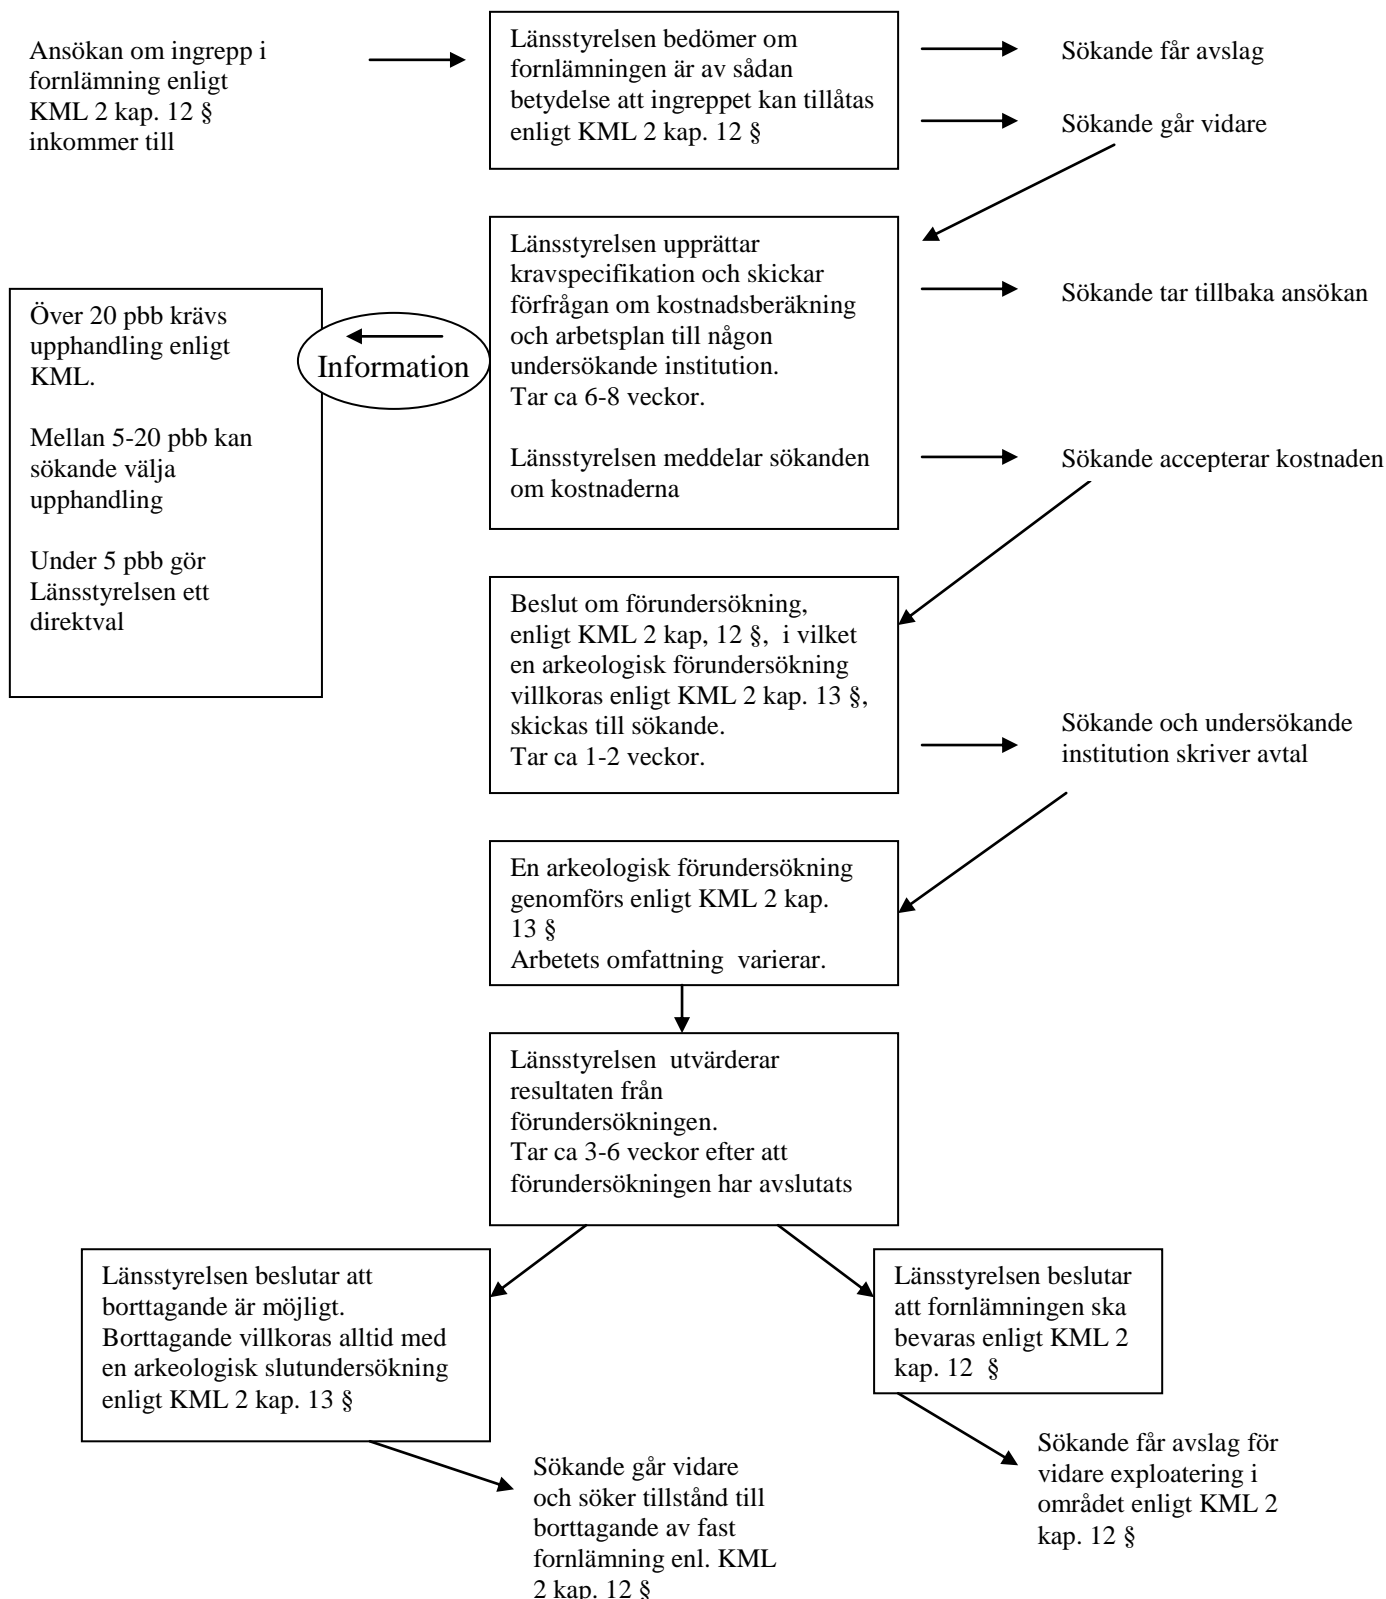 Ansökan om ingrepp i
fornlämning enligt
KML 2 kap. 12 §
inkommer till
Länsstyrelsen bedömer om
fornlämningen är av sådan
betydelse att ingreppet kan tillåtas
enligt KML 2 kap. 12 §
Sökande får avslag
Sökande går vidare
Länsstyrelsen upprättar
kravspecifikation och skickar
förfrågan om kostnadsberäkning
och arbetsplan till någon
undersökande institution.
Tar ca 6-8 veckor.
Länsstyrelsen meddelar sökanden
om kostnaderna
Sökande tar tillbaka ansökan
Sökande accepterar kostnaden
Information
Över 20 pbb krävs
upphandling enligt
KML.
Mellan 5-20 pbb kan
sökande välja
upphandling
Under 5 pbb gör
Länsstyrelsen ett
direktval
Beslut om förundersökning,
enligt KML 2 kap, 12 §,  i vilket
en arkeologisk förundersökning
villkoras enligt KML 2 kap. 13 §,
skickas till sökande.
Tar ca 1-2 veckor.
Sökande och undersökande
institution skriver avtal
En arkeologisk förundersökning
genomförs enligt KML 2 kap.
13 §
Arbetets omfattning  varierar.
Länsstyrelsen  utvärderar
resultaten från
förundersökningen.
Tar ca 3-6 veckor efter att
förundersökningen har avslutats
Länsstyrelsen beslutar att
borttagande är möjligt.
Borttagande villkoras alltid med
en arkeologisk slutundersökning
enligt KML 2 kap. 13 §
Länsstyrelsen beslutar
att fornlämningen ska
bevaras enligt KML 2
kap. 12  §
Sökande går vidare
och söker tillstånd till
borttagande av fast
fornlämning enl. KML
2 kap. 12 §
Sökande får avslag för
vidare exploatering i
området enligt KML 2
kap. 12 §